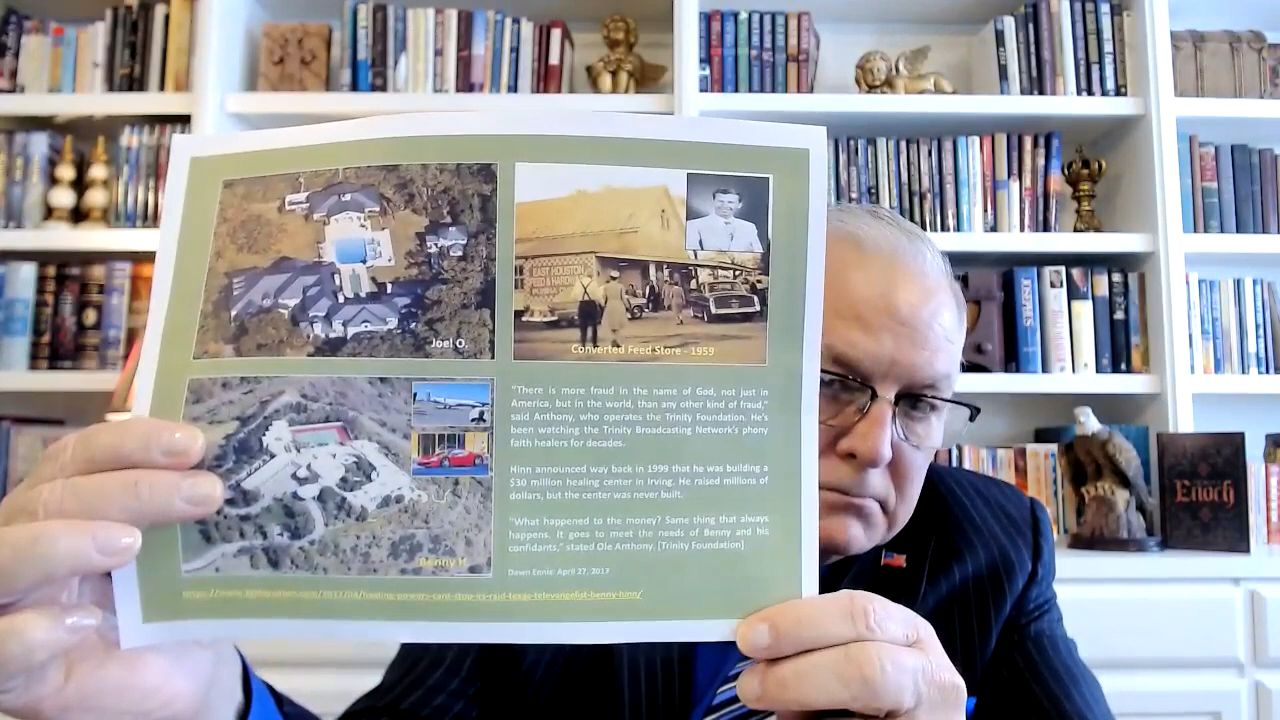 Joel O.
EAST HOUSTON
FEED &
Converted Feed Store - 1959
Benny H.
"There is more fraud in the name of God, not just in
America, but in the world, than any other kind of fraud,"
said Anthony, who operates the Trinity Foundation. He's
been watching the Trinity Broadcasting Network's phony
faith healers for decades.
Hinn announced way back in 1999 that he was building a
$30 million healing center in Irving. He raised millions of
dollars, but the center was never built.
"What happened to the money? Same thing that always
happens. It goes to meet the needs of Benny and his
confidants," stated Ole Anthony. [Trinity Foundation]
Dawn Ennis: April 27, 2017
Enoch